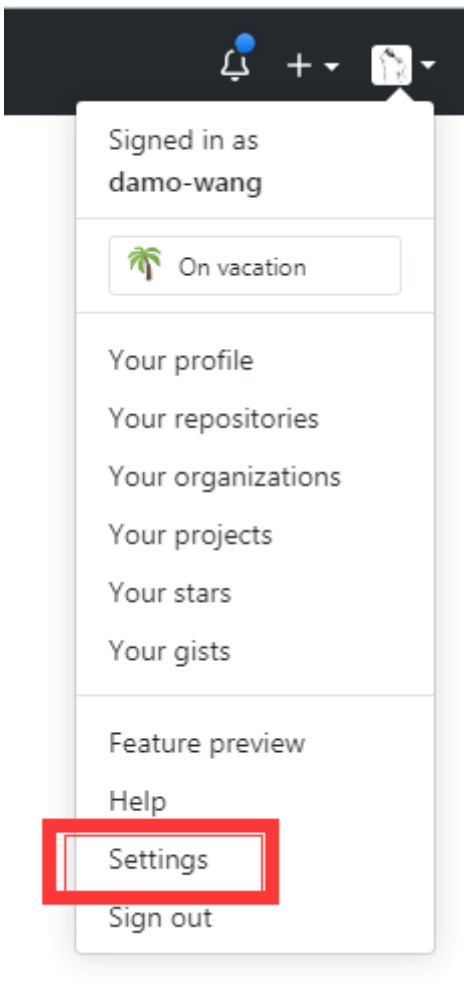 Signed in as
damo-wang
On vacation
Your profile
Your repositories
Your organizations
Your projects
Your stars
Your gists
Feature preview
Help
Settings
Sign out